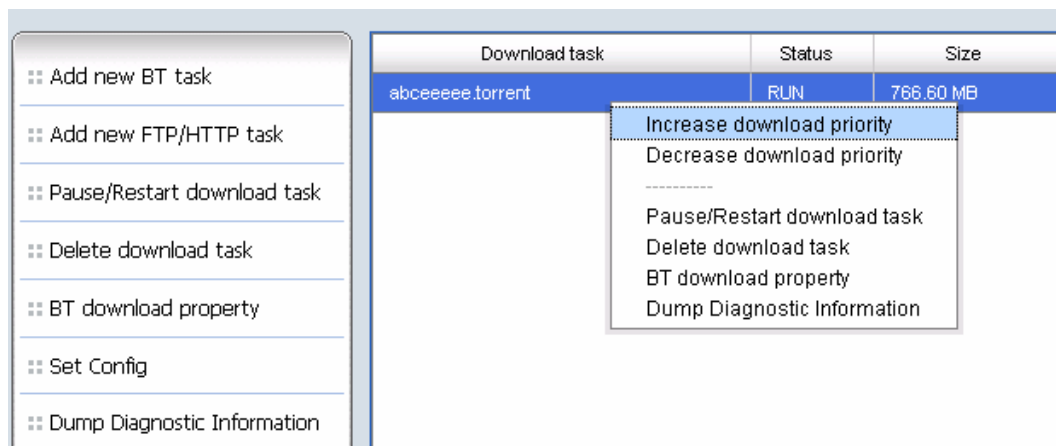 Add new BT task
Add new FTP/HTTP task
Pause/Restart download task
Delete download task
BT download property
Set Config
Dump Diagnostic Information
Download task Status Size
abceeeee.torrent RUN 766.60 MB
Increase download priority
Decrease download priority
----------
Pause/Restart download task
Delete download task
BT download property
Dump Diagnostic Information